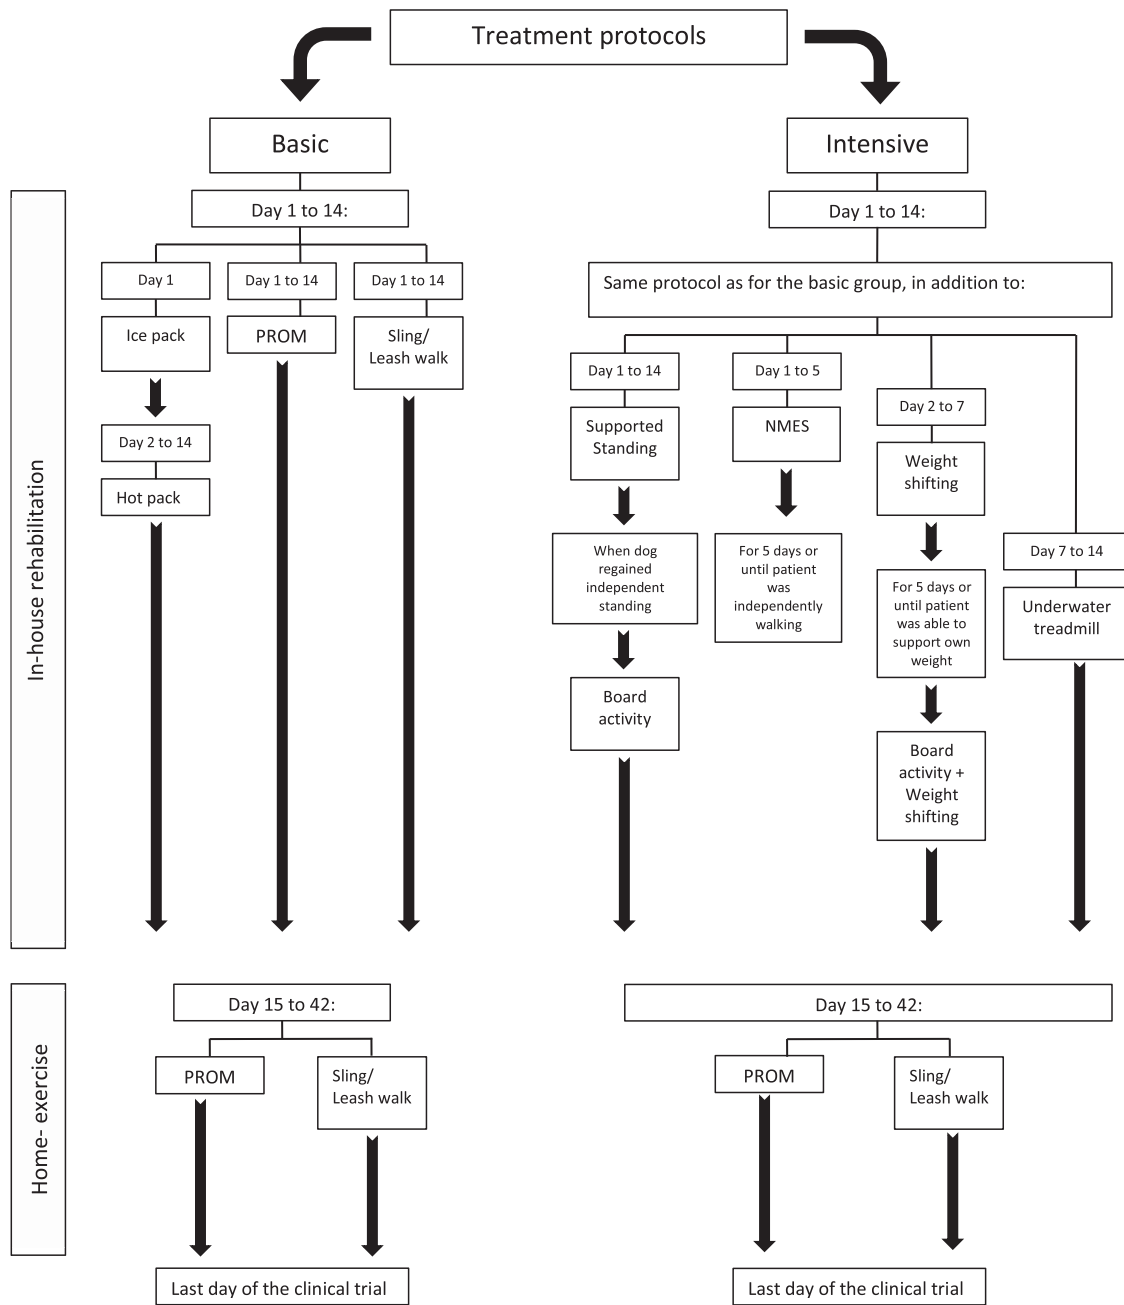 Treatment protocols
Basic
Intensive
In-house rehabilitation
Day 1 to 14:
Day 1
Ice pack
Day 2 to 14
Hot pack
Day 1 to 14
PROM
Day 1 to 14
Sling/
Leash walk
Day 1 to 14:
Same protocol as for the basic group, in addition to:
Day 1 to 14
Supported
Standing
When dog
regained
independent
standing
Board
activity
Day 1 to 5
NMES
For 5 days or
until patient
was
independently
walking
Day 2 to 7
Weight
shifting
For 5 days or
until patient
was able to
support own
weight
Board
activity +
Weight
shifting
Day 7 to 14
Underwater
treadmill
Home- exercise
Day 15 to 42:
PROM
Sling/
Leash walk
Last day of the clinical trial
Day 15 to 42:
PROM
Sling/
Leash walk
Last day of the clinical trial